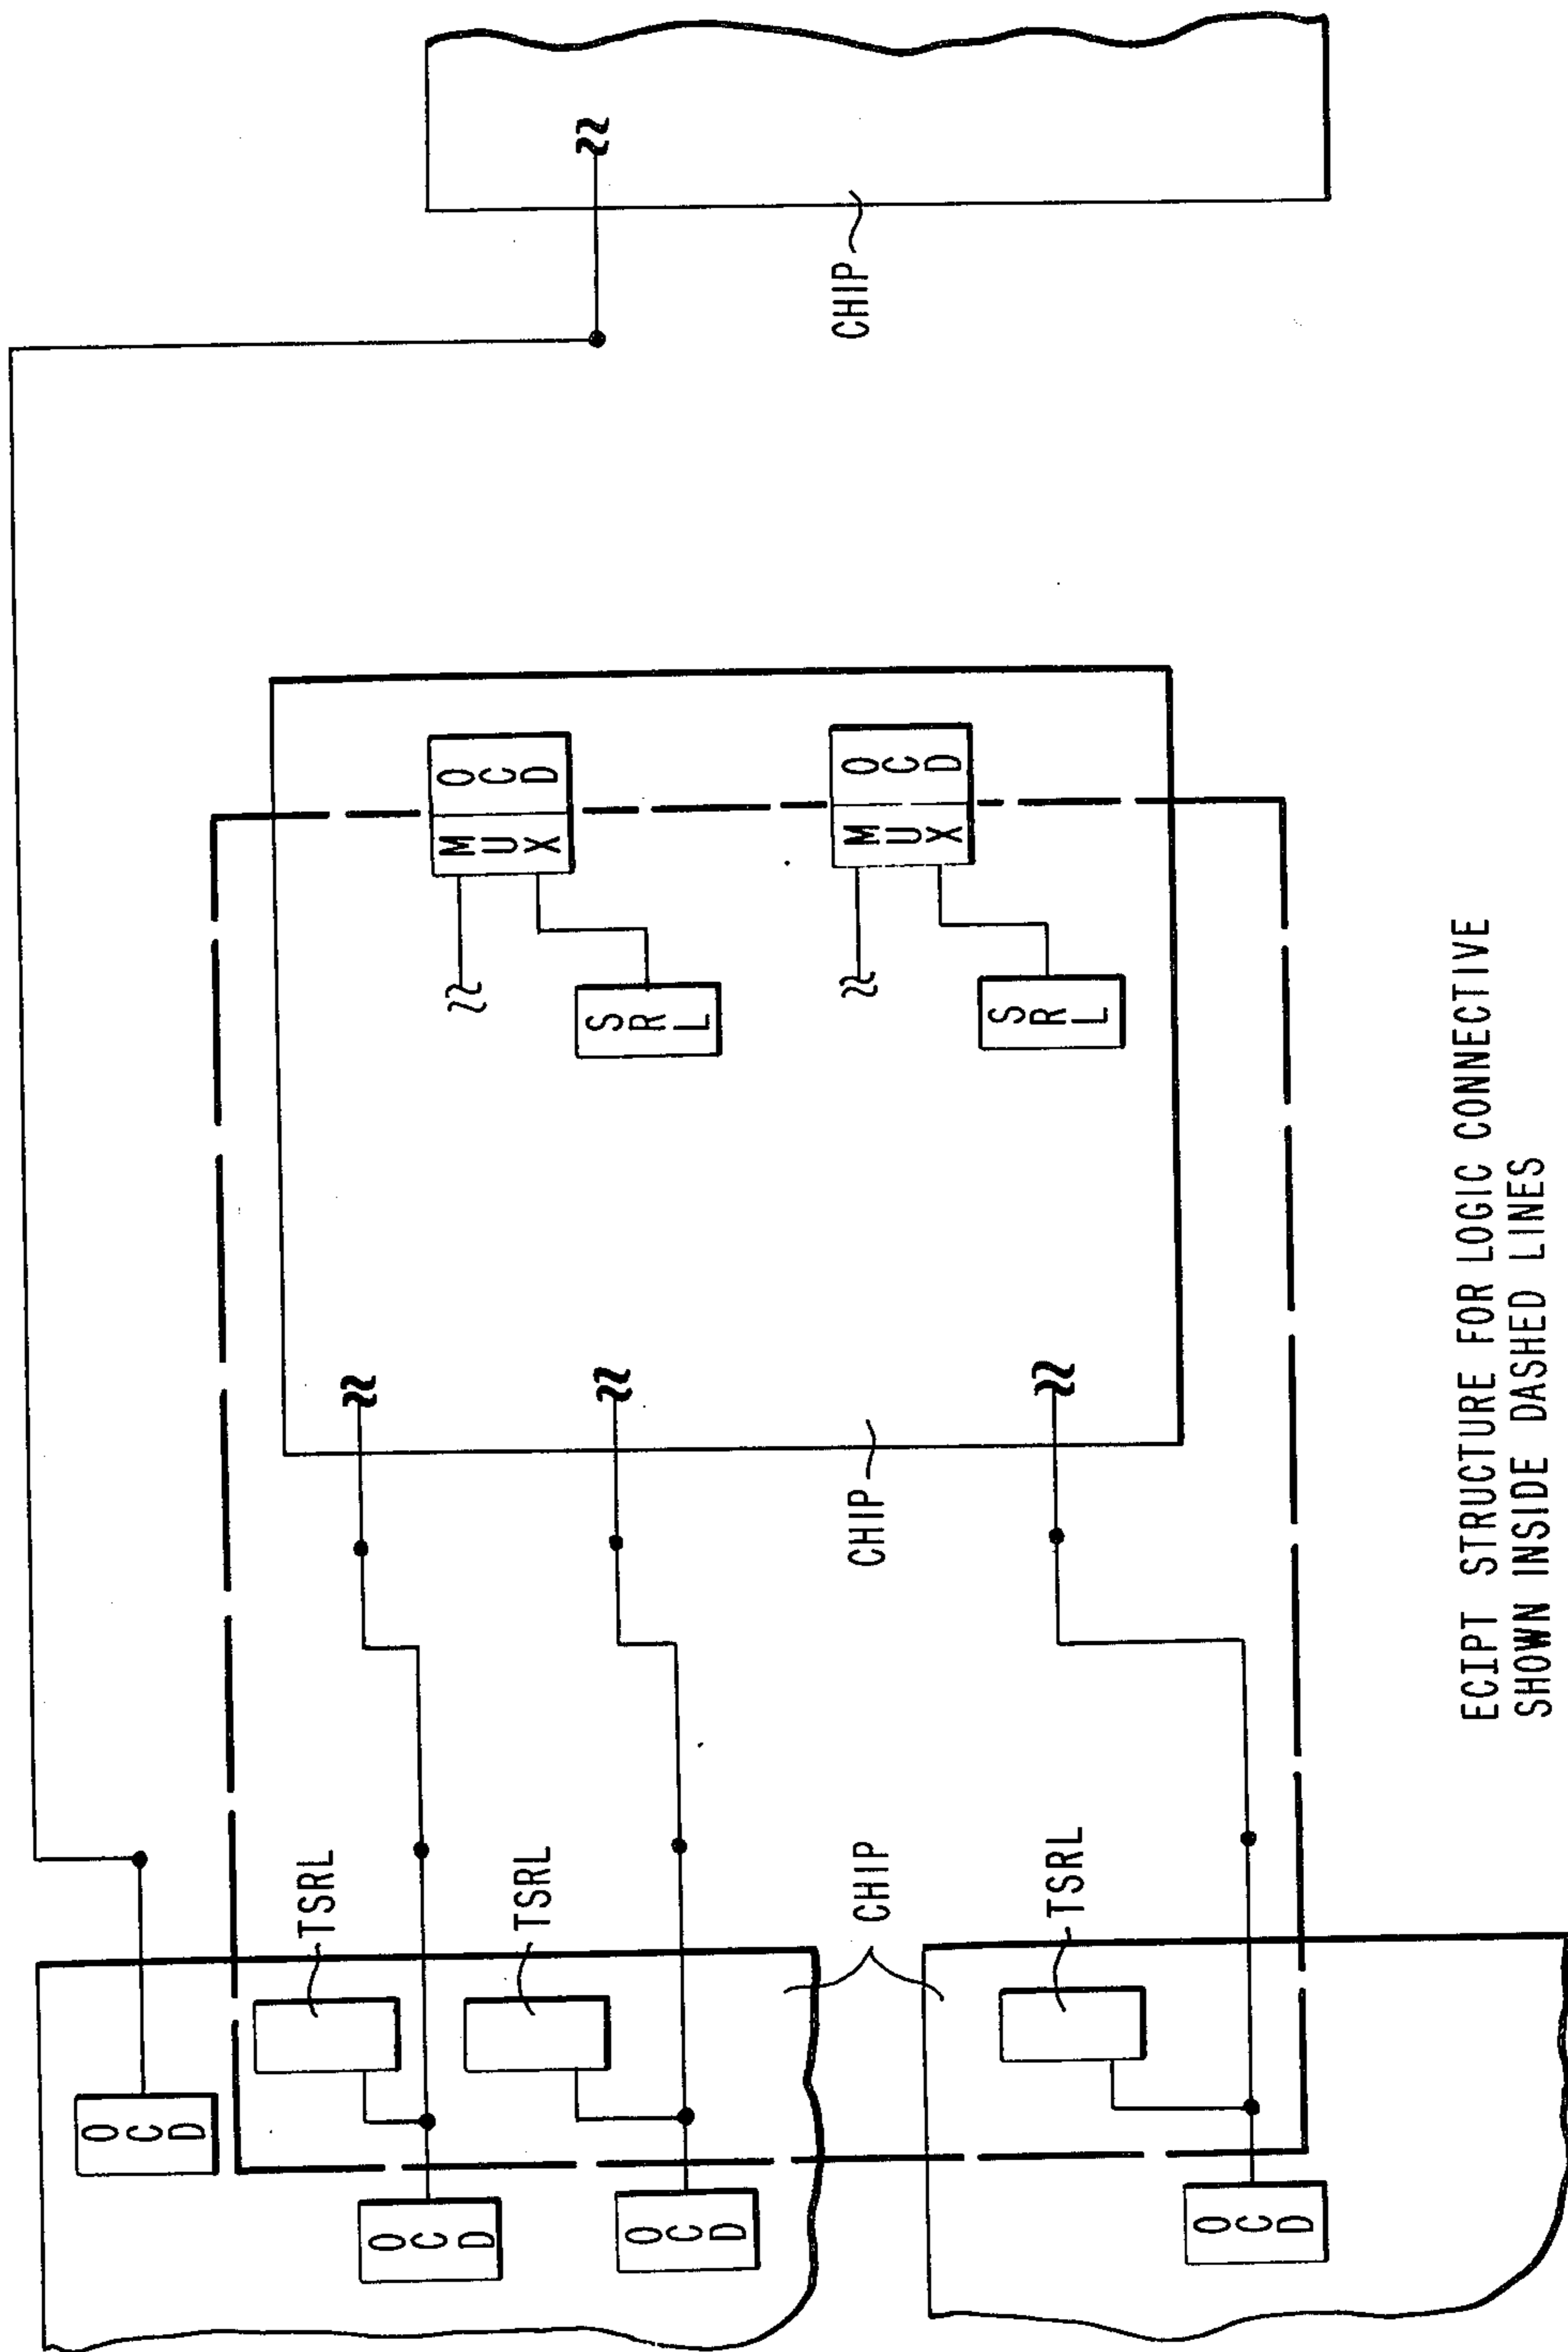 OCD
TSRL
OCD
MUX OCD
TSRL
SRL
OCD
CHIP
CHIP
CHIP
MUX OCD
TSRL
SRL
OCD
ECIPT STRUCTURE FOR LOGIC CONNECTIVE
SHOWN INSIDE DASHED LINES